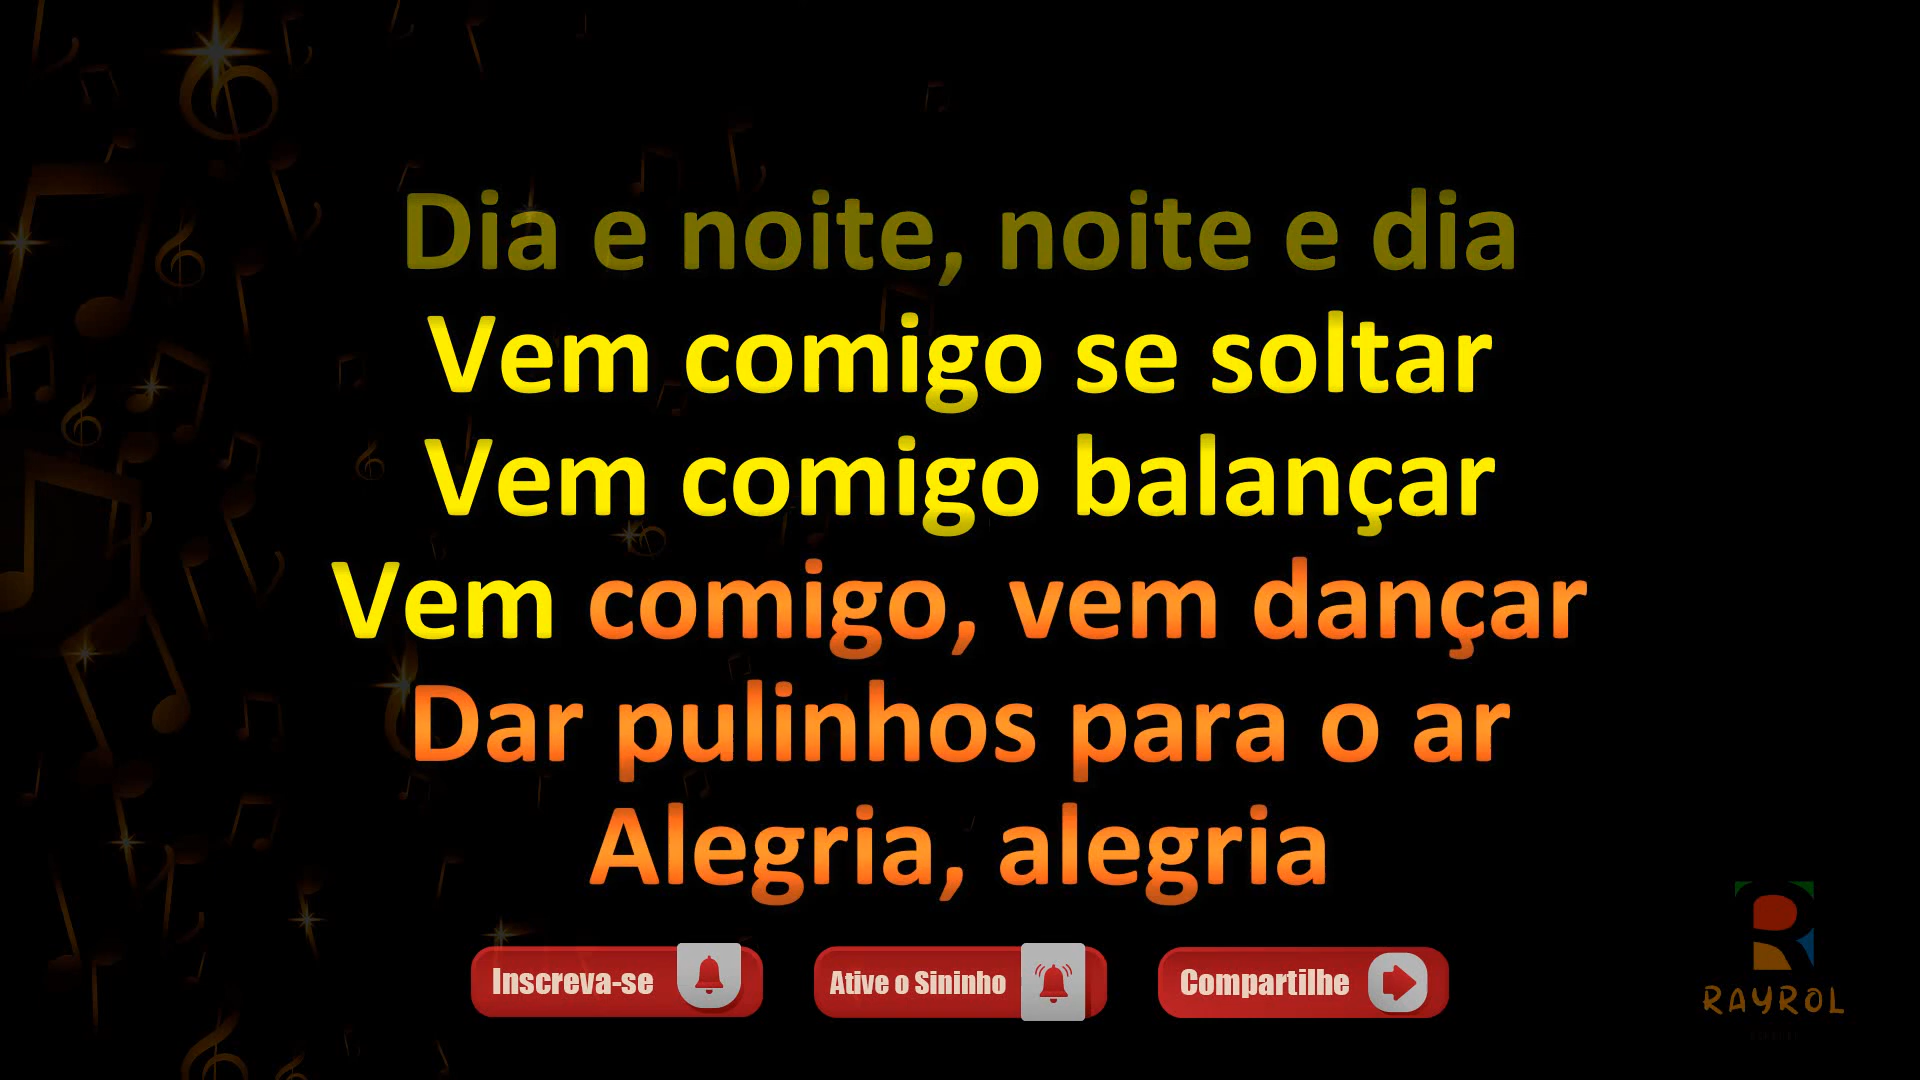 Dia e noite, noite e dia
Vem comigo se soltar
Vem comigo balançar
Vem comigo, vem dançar
Dar pulinhos para o ar
Alegria, alegria
Inscreva-se
Ative o Sininho
Compartilhe
RAYROL